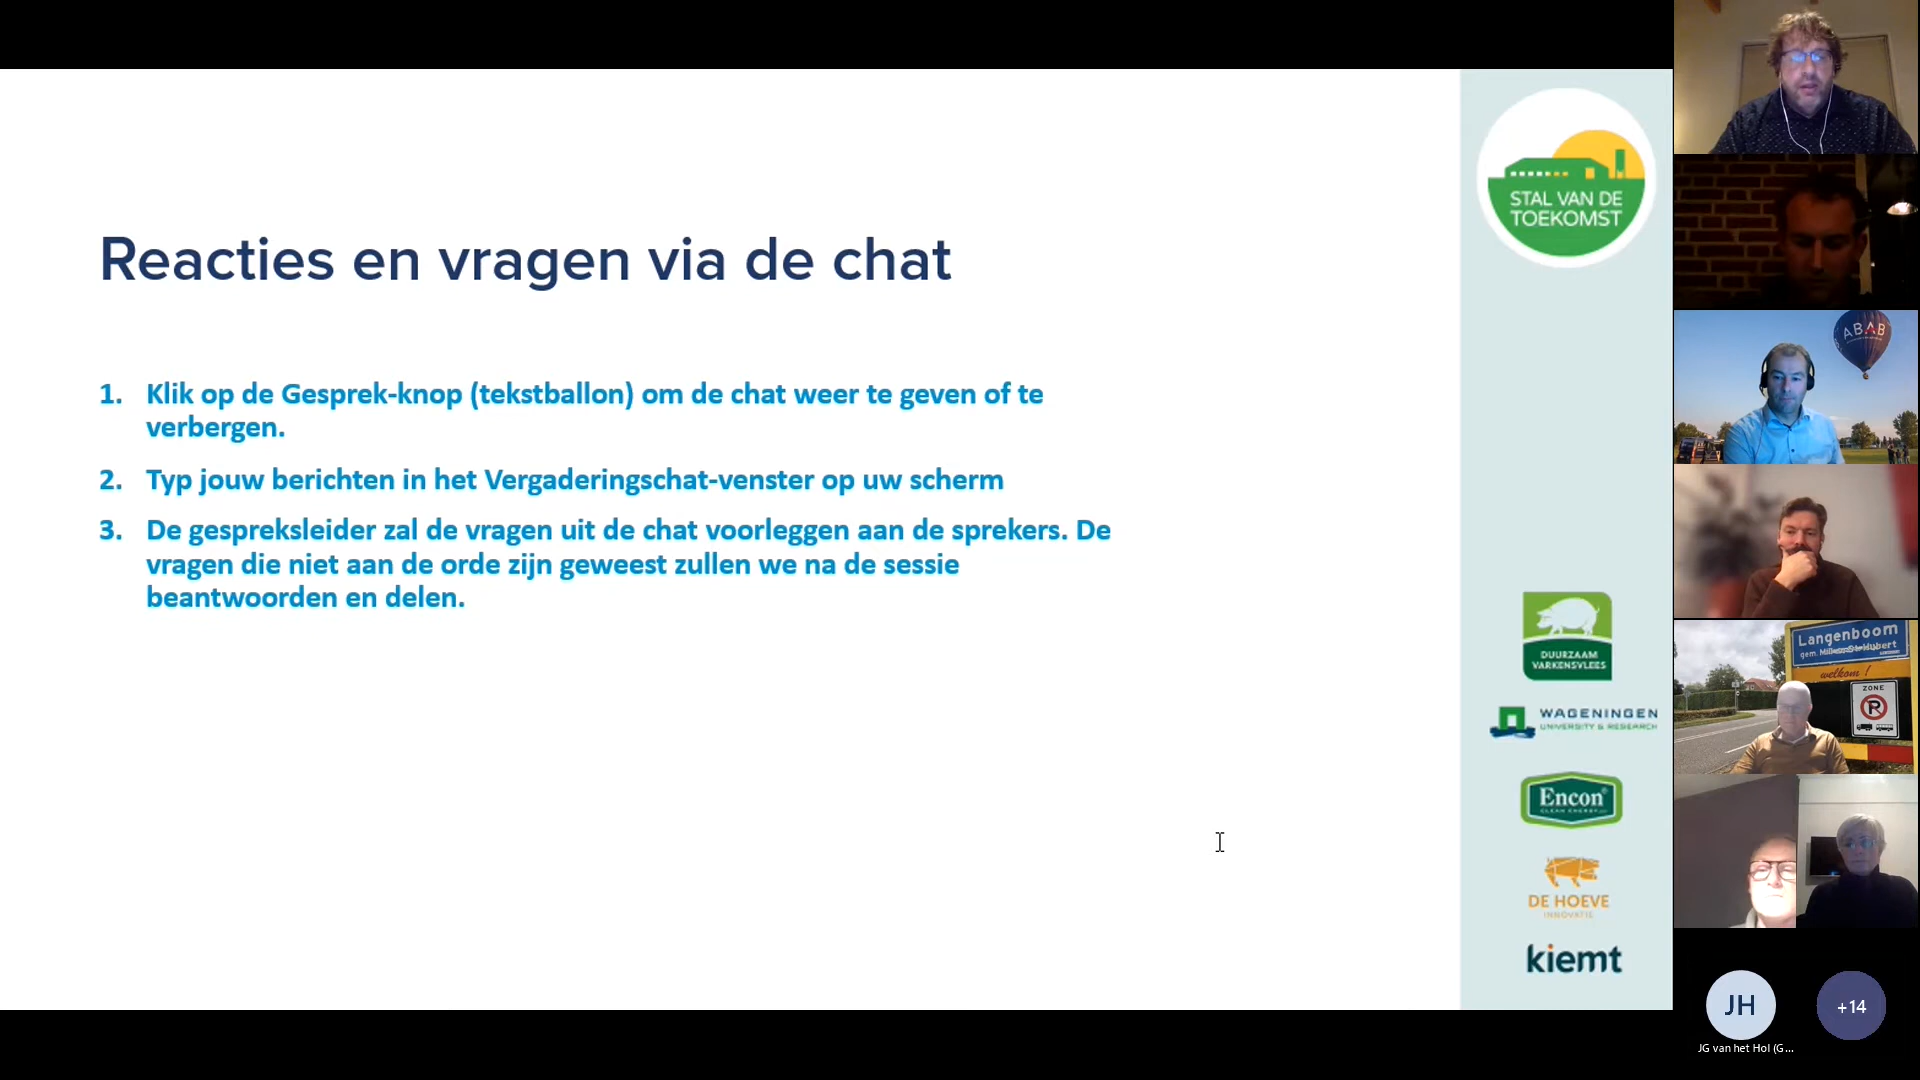 Reacties en vragen via de chat
1. Klik op de Gesprek-knop (tekstballon) om de chat weer te geven of te
verbergen.
2. Typ jouw berichten in het Vergaderingschat-venster op uw scherm
3. De gespreksleider zal de vragen uit de chat voorleggen aan de sprekers. De
vragen die niet aan de orde zijn geweest zullen we na de sessie
beantwoorden en delen.
STAL VAN DE
TOEKOMST
DUURZAAM
VARKENSVLEES
WAGENINGEN
UNIVERSITY & RESEARCH
Encon
CLEAN ENERGY
DE HOEVE
INNOVATIE
kiemt
ABAB
Langenboom
gem.
welkom!
ZONE
P
JH
+14
JG van het Hol (G...